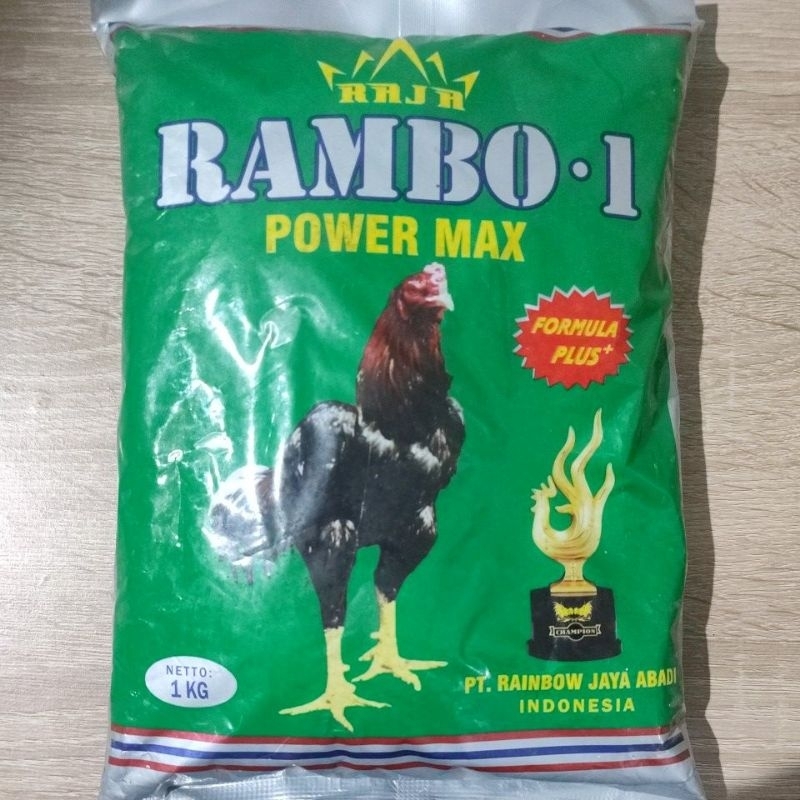 RAJA
RAMBO·1
POWER MAX
FORMULA
PLUS+
CHAMPION
NETTO:
1 KG
PT. RAINBOW JAYA ABADI
INDONESIA